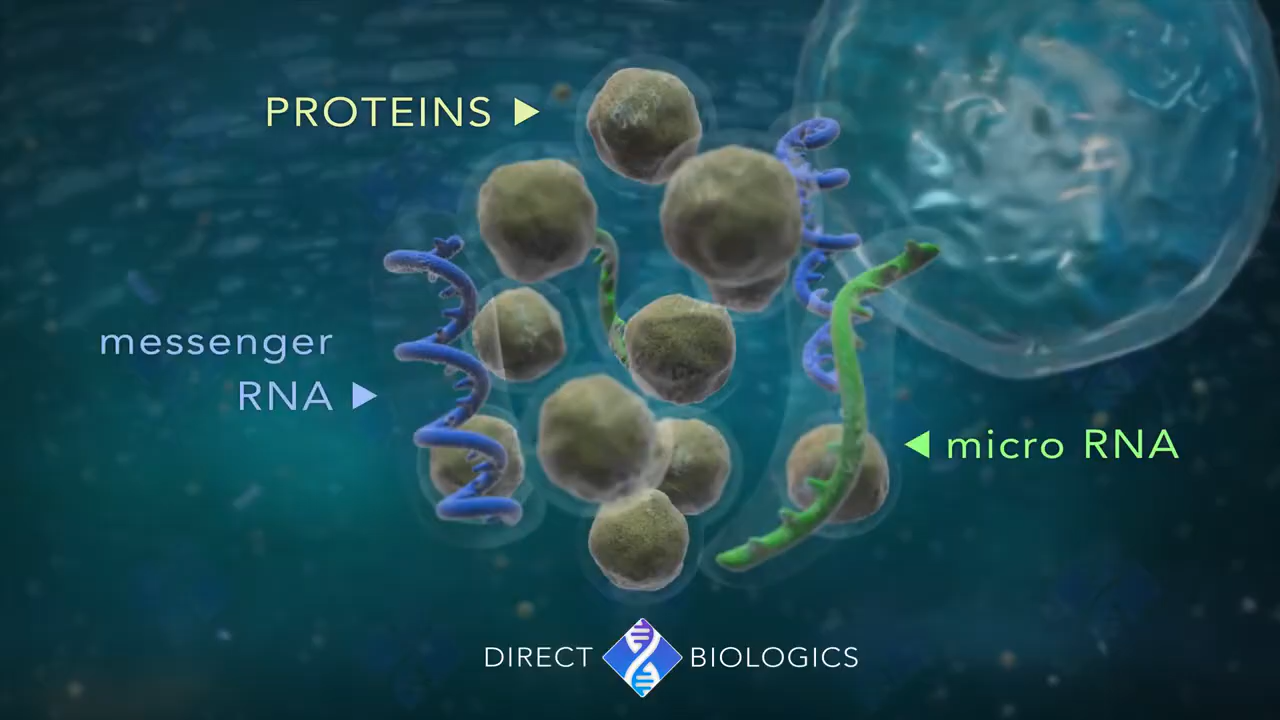 PROTEINS
messenger
RNA
micro RNA
DIRECT BIOLOGICS